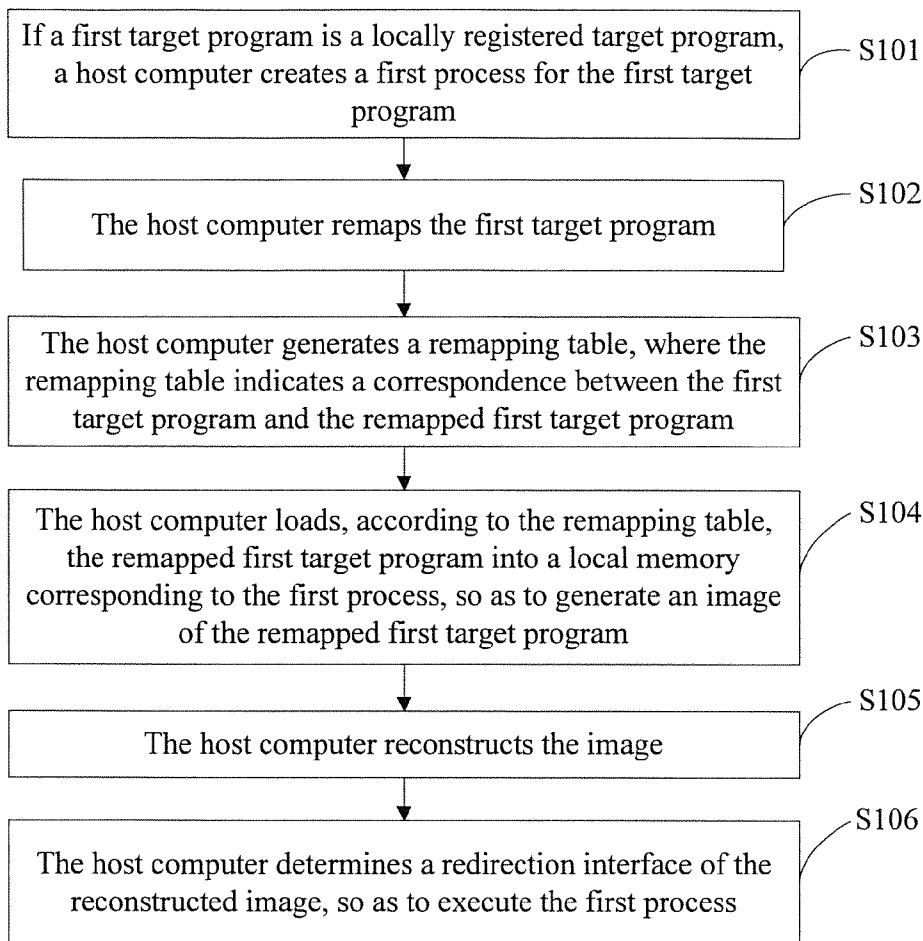 If a first target program is a locally registered target program,
a host computer creates a first process for the first target
program
S101
The host computer remaps the first target program
S102
The host computer generates a remapping table, where the
remapping table indicates a correspondence between the first
target program and the remapped first target program
S103
The host computer loads, according to the remapping table,
the remapped first target program into a local memory
corresponding to the first process, so as to generate an image
of the remapped first target program
S104
The host computer reconstructs the image
S105
The host computer determines a redirection interface of the
reconstructed image, so as to execute the first process
S106